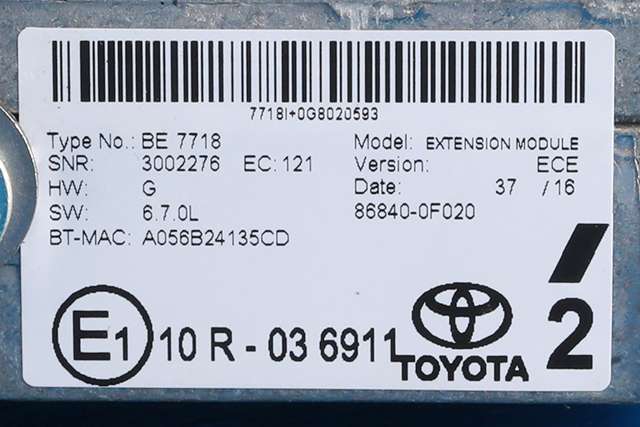 7718I+0G8020593
Type No.: BE 7718 Model: EXTENSION MODULE
SNR: 3002276 EC: 121 Version: ECE
HW: G Date: 37 / 16
SW: 6.7.0L 86840-0F020
BT-MAC: A056B24135CD
E1 10 R - 03 6911 TOYOTA 2